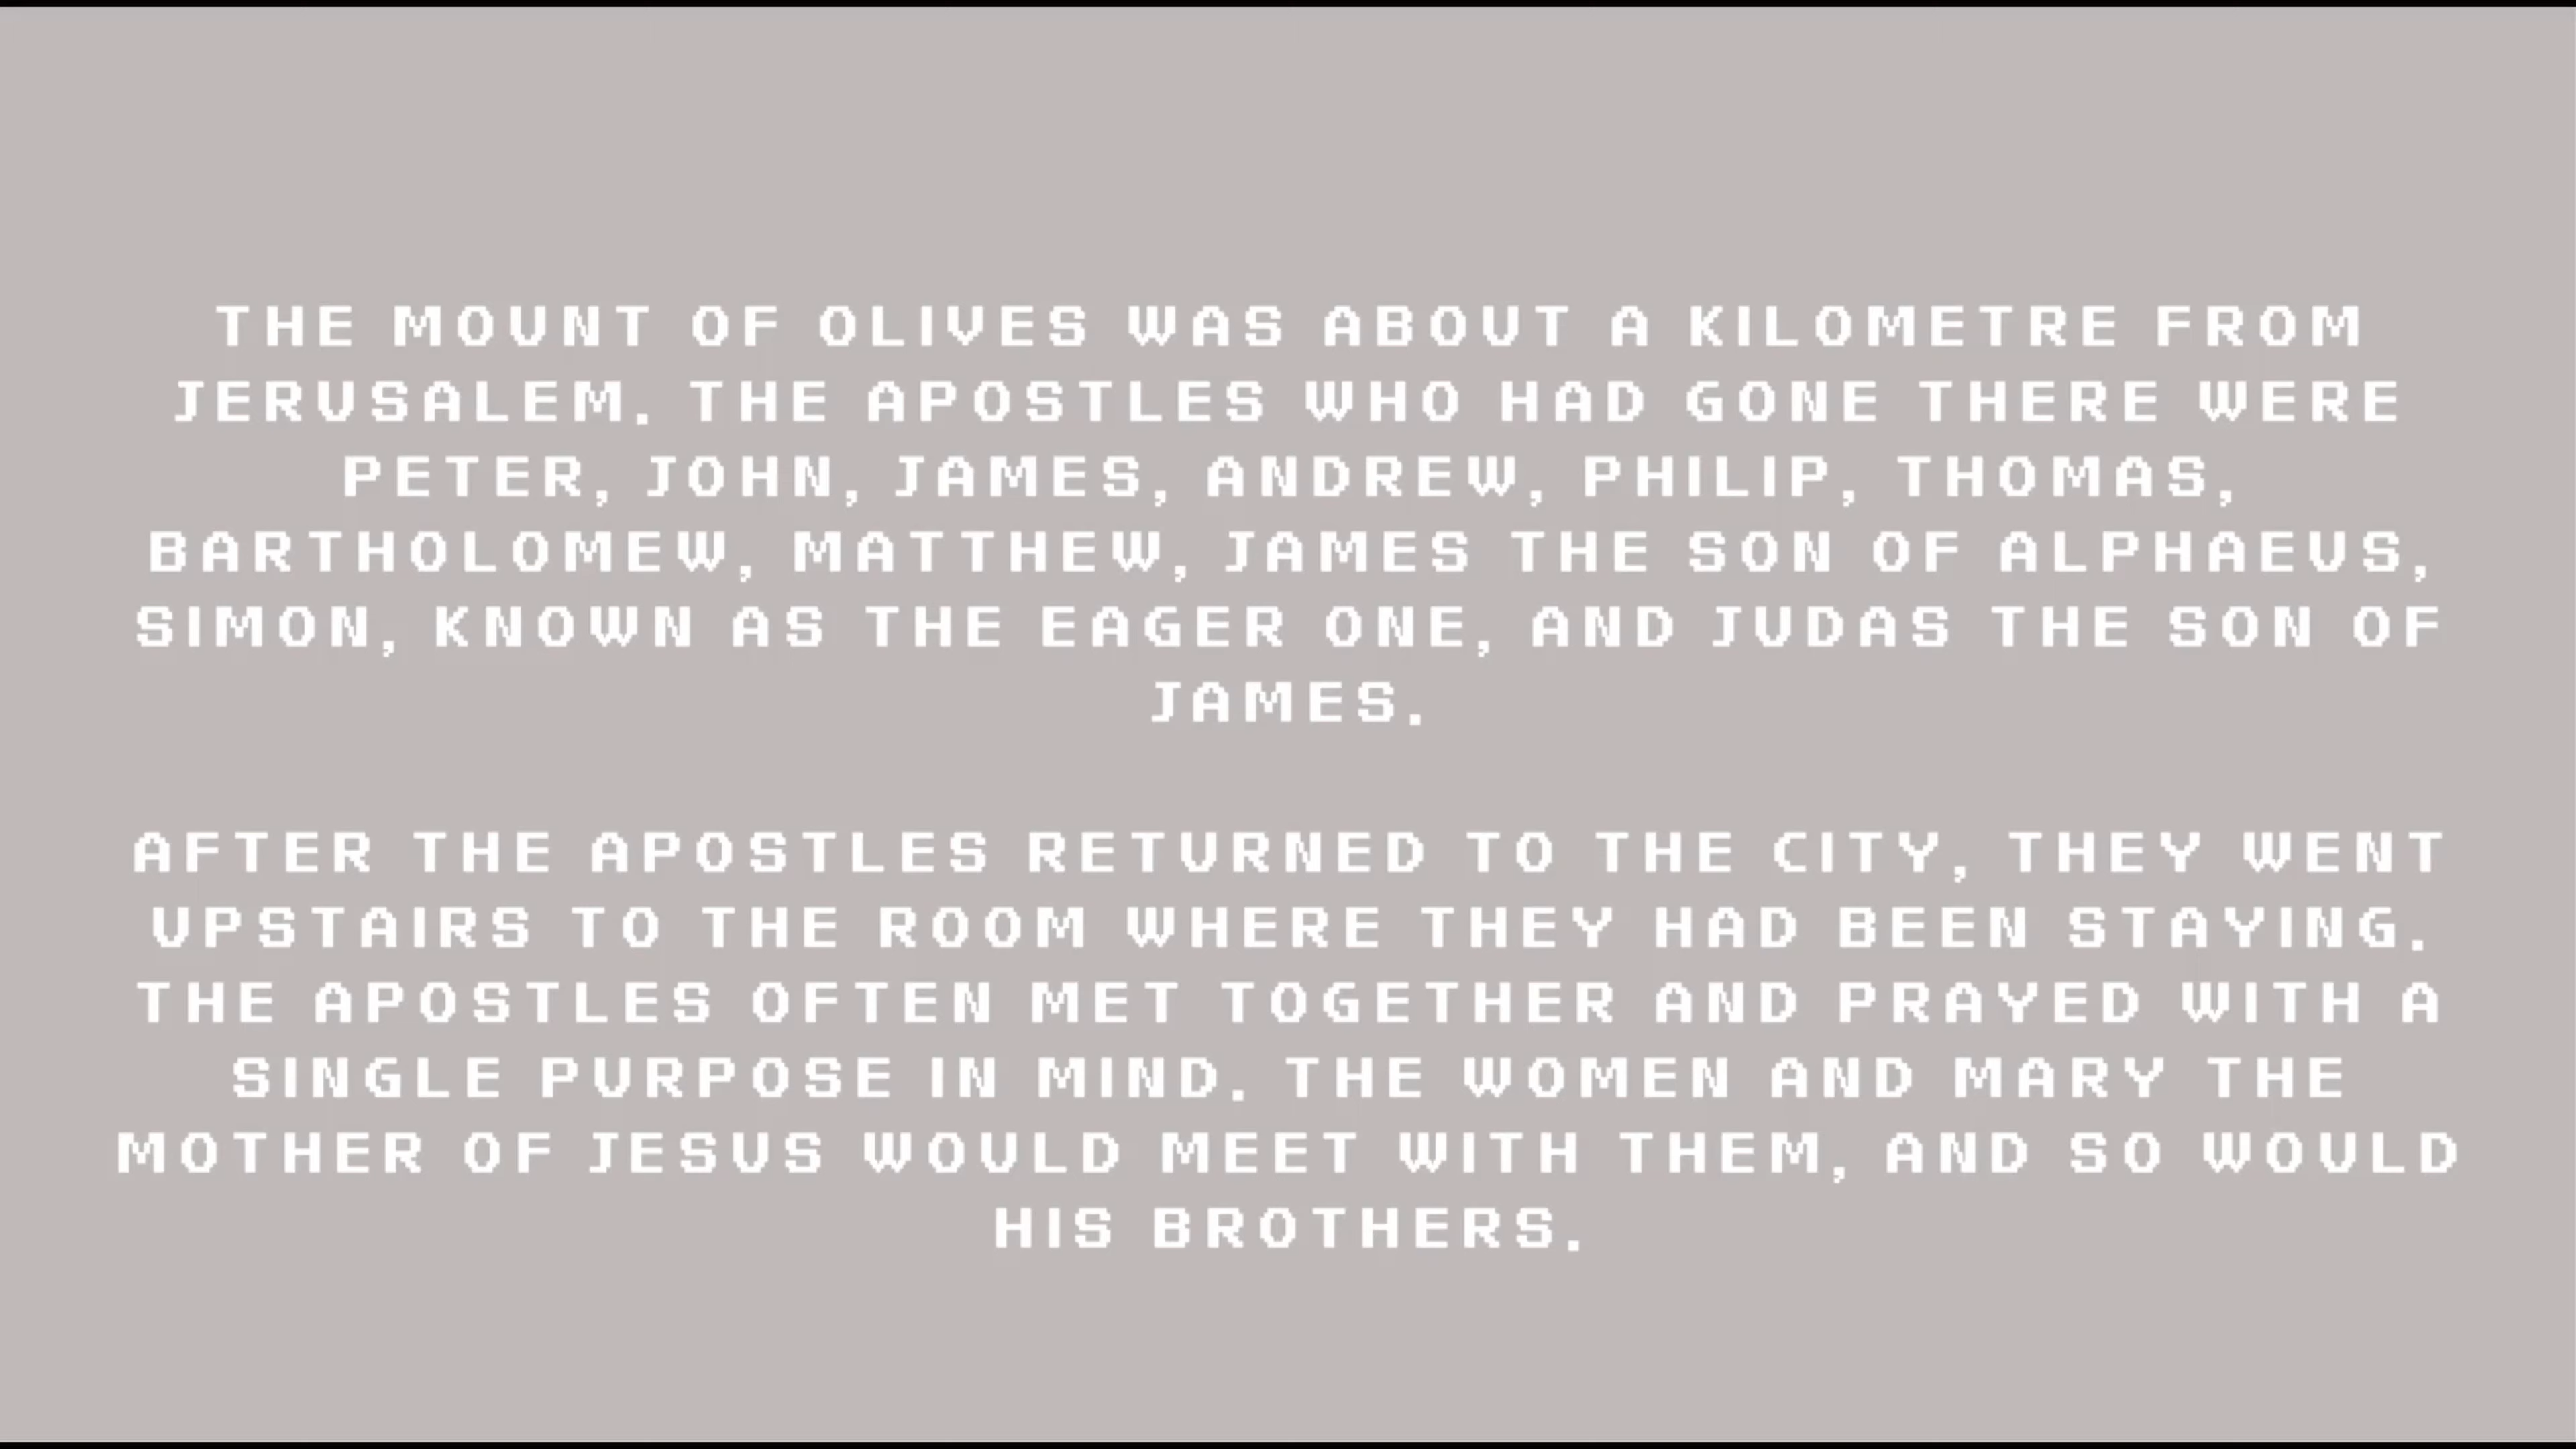 THE MOUNT OF OLIVES WAS ABOUT A KILOMETRE FROM
JERUSALEM. THE APOSTLES WHO HAD GONE THERE WERE
PETER, JOHN, JAMES, ANDREW, PHILIP, THOMAS,
BARTHOLOMEW, MATTHEW, JAMES THE SON OF ALPHAEUS,
SIMON, KNOWN AS THE EAGER ONE, AND JUDAS THE SON OF
JAMES.
AFTER THE APOSTLES RETURNED TO THE CITY, THEY WENT
UPSTAIRS TO THE ROOM WHERE THEY HAD BEEN STAYING.
THE APOSTLES OFTEN MET TOGETHER AND PRAYED WITH A
SINGLE PURPOSE IN MIND. THE WOMEN AND MARY THE
MOTHER OF JESUS WOULD MEET WITH THEM, AND SO WOULD
HIS BROTHERS.